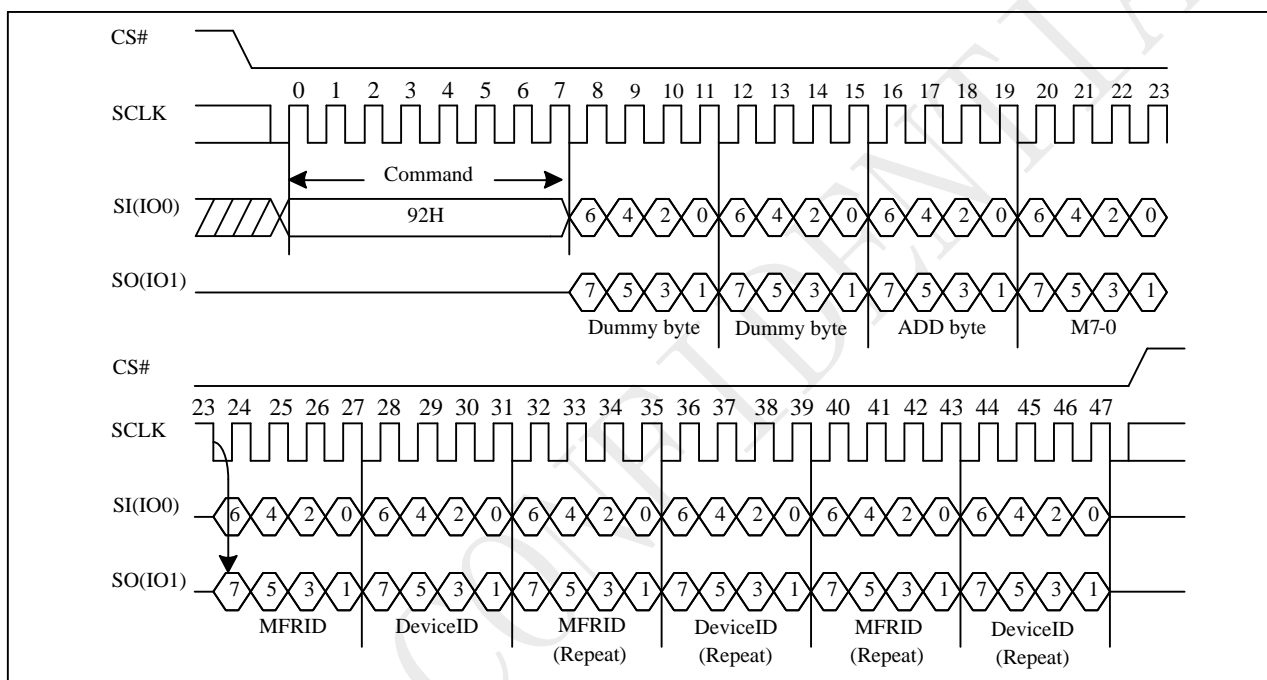 CS#
0 1 2 3 4 5 6 7 8 9 10 11 12 13 14 15 16 17 18 19 20 21 22 23
SCLK
Command
SI(IO0)
92H
6 4 2 0 6 4 2 0 6 4 2 0 6 4 2 0
SO(IO1)
7 5 3 1 7 5 3 1 7 5 3 1 7 5 3 1
Dummy byte Dummy byte ADD byte M7-0
CS#
23 24 25 26 27 28 29 30 31 32 33 34 35 36 37 38 39 40 41 42 43 44 45 46 47
SCLK
SI(IO0)
6 4 2 0 6 4 2 0 6 4 2 0 6 4 2 0 6 4 2 0 6 4 2 0
SO(IO1)
7 5 3 1 7 5 3 1 7 5 3 1 7 5 3 1 7 5 3 1 7 5 3 1
MFRID DeviceID MFRID DeviceID MFRID DeviceID
(Repeat) (Repeat) (Repeat) (Repeat)
CONFIDENTIA